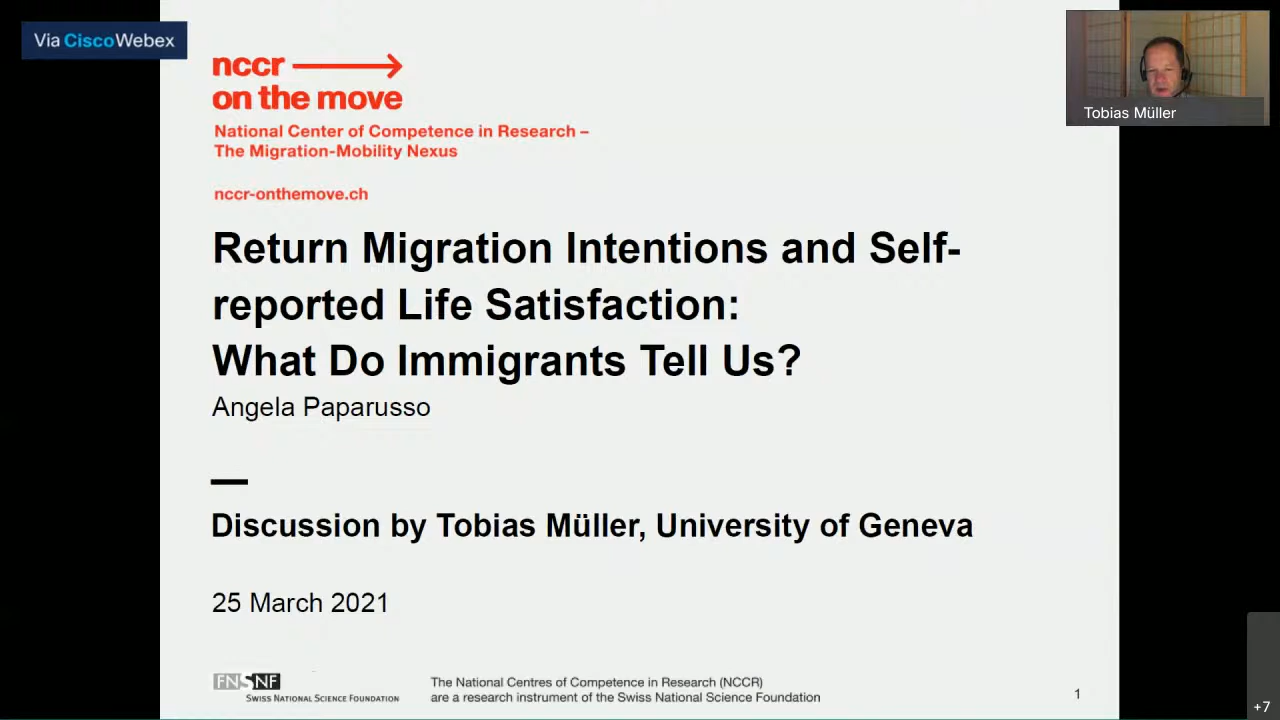 Via CiscoWebex
nccr
on the move
National Center of Competence in Research –
The Migration-Mobility Nexus
nccr-onthemove.ch
Return Migration Intentions and Self-
reported Life Satisfaction:
What Do Immigrants Tell Us?
Angela Paparusso
Discussion by Tobias Müller, University of Geneva
25 March 2021
FNSNF
SWISS NATIONAL SCIENCE FOUNDATION
The National Centres of Competence in Research (NCCR)
are a research instrument of the Swiss National Science Foundation
1
Tobias Müller
+7